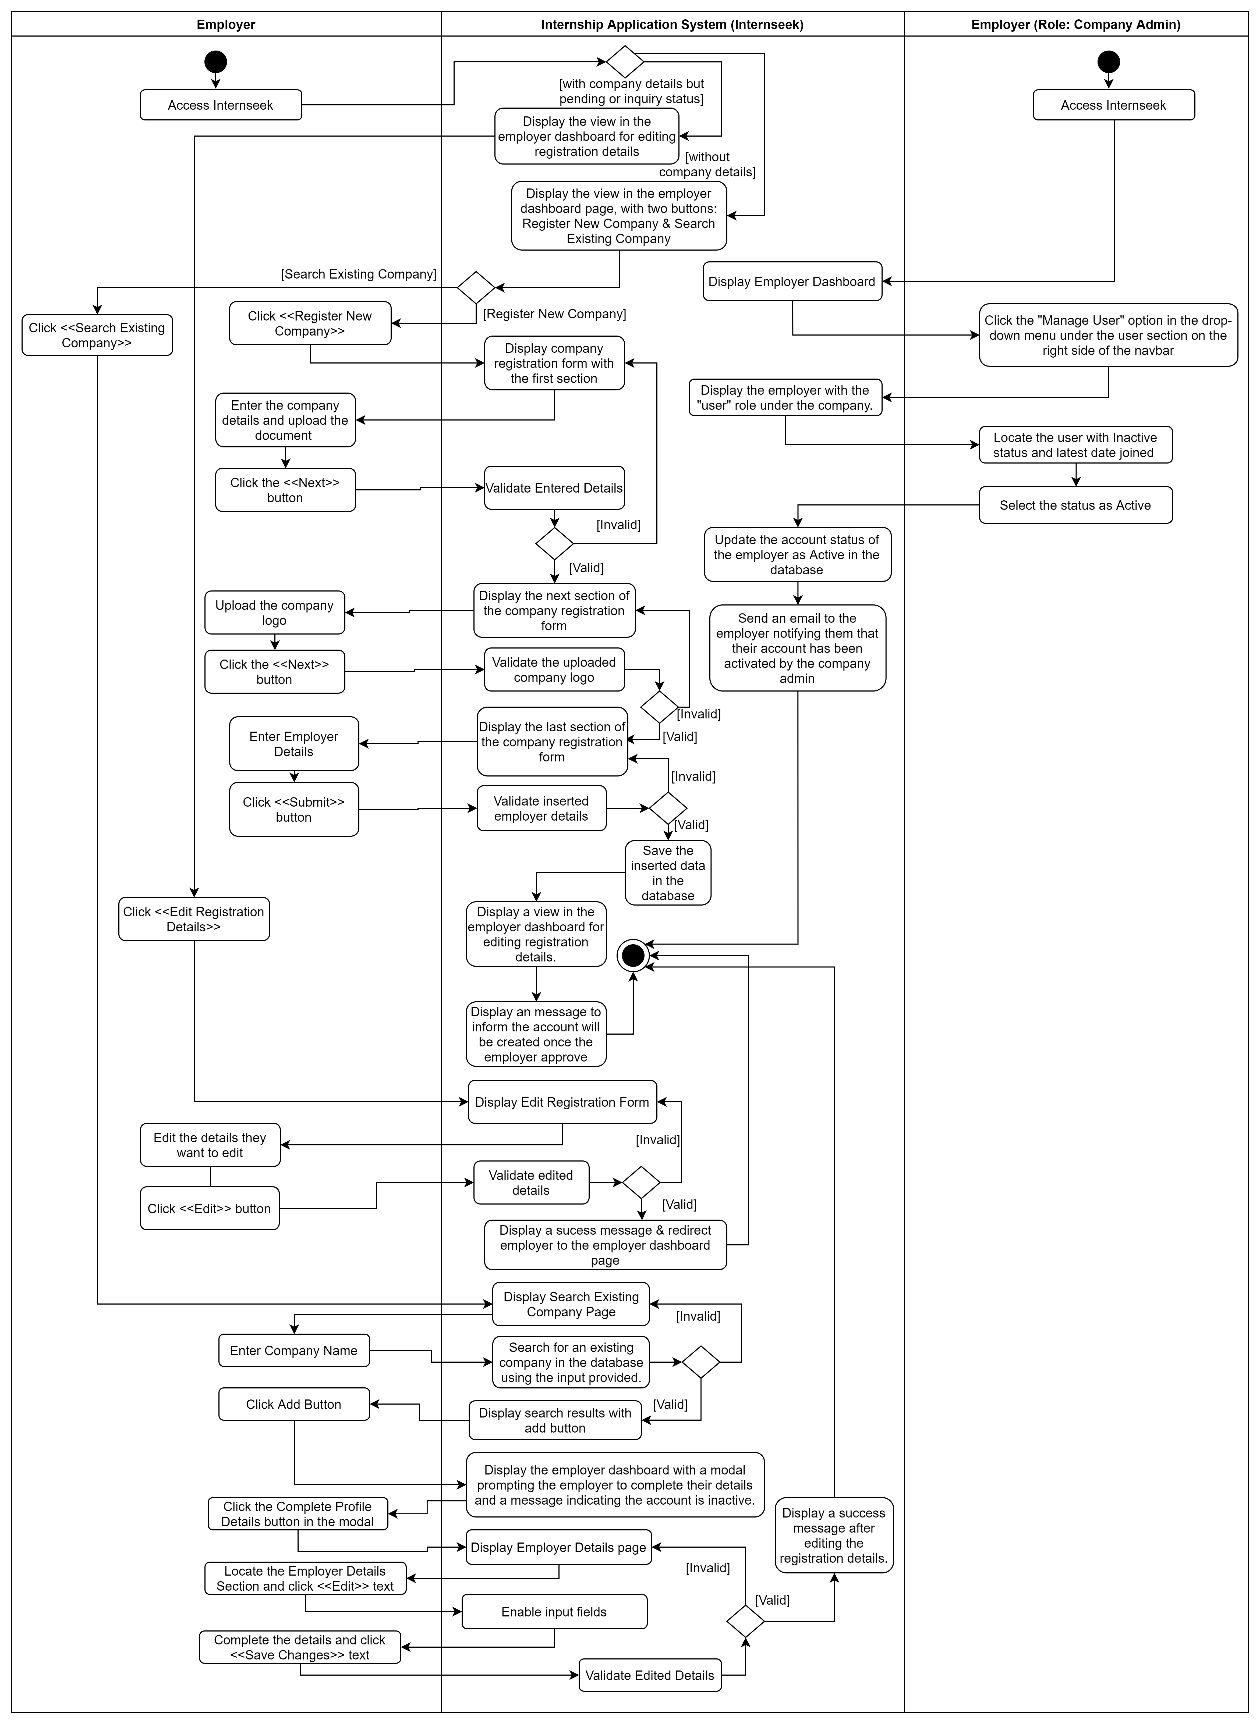 Employer
Internship Application System (Internseek)
Employer (Role: Company Admin)
Access Internseek
[with company details but
pending or inquiry status]
Access Internseek
Display the view in the
employer dashboard for editing
registration details
[without
company details]
Display the view in the employer
dashboard page, with two buttons:
Register New Company & Search
Existing Company
[Search Existing Company]
Display Employer Dashboard
Click <<Search Existing
Company>>
Click <<Register New
Company>>
[Register New Company]
Click the "Manage User" option in the drop-
down menu under the user section on the
right side of the navbar
Display company
registration form with
the first section
Display the employer with the
"user" role under the company.
Enter the company
details and upload the
document
Locate the user with Inactive
status and latest date joined
Click the <<Next>>
button
Validate Entered Details
Select the status as Active
[Invalid]
Update the account status of
the employer as Active in the
database
[Valid]
Upload the company
logo
Display the next section of
the company registration
form
Send an email to the
employer notifying them that
their account has been
activated by the company
admin
Click the <<Next>>
button
Validate the uploaded
company logo
[Invalid]
Enter Employer
Details
Display the last section of
the company registration
form
[Valid]
[Invalid]
Click <<Submit>>
button
Validate inserted
employer details
[Valid]
Save the
inserted data
in the
database
Click <<Edit Registration
Details>>
Display a view in the
employer dashboard for
editing registration
details.
Display an message to
inform the account will
be created once the
employer approve
Display Edit Registration Form
Edit the details they
want to edit
[Invalid]
Validate edited
details
Click <<Edit>> button
[Valid]
Display a sucess message & redirect
employer to the employer dashboard
page
Display Search Existing
Company Page
[Invalid]
Enter Company Name
Search for an existing
company in the database
using the input provided.
Click Add Button
[Valid]
Display search results with
add button
Display the employer dashboard with a modal
prompting the employer to complete their details
and a message indicating the account is inactive.
Click the Complete Profile
Details button in the modal
Display a success
message after
editing the
registration details.
Display Employer Details page
[Invalid]
Locate the Employer Details
Section and click <<Edit>> text
[Valid]
Enable input fields
Complete the details and click
<<Save Changes>> text
Validate Edited Details